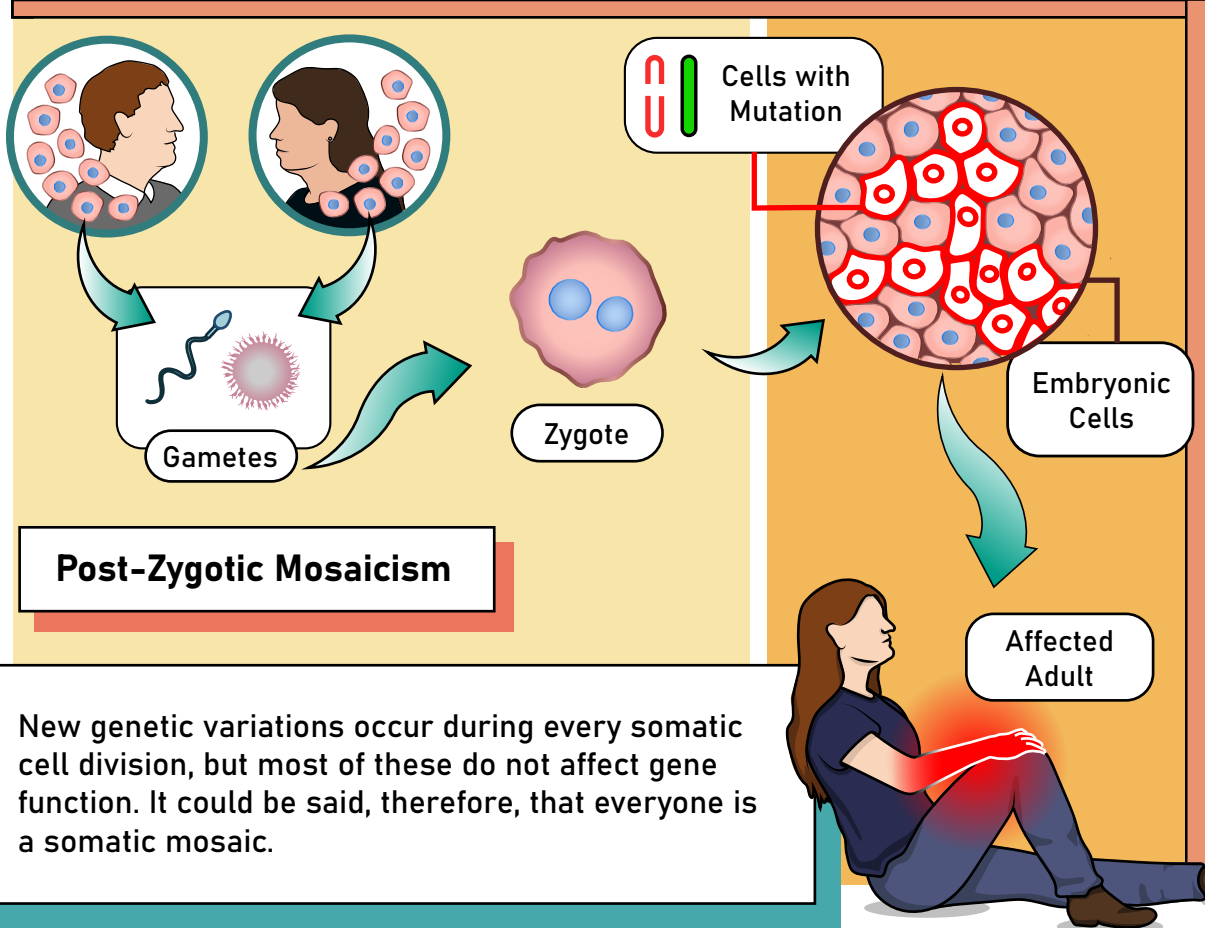 Cells with
Mutation
Embryonic
Cells
Zygote
Gametes
Post-Zygotic Mosaicism
Affected
Adult
New genetic variations occur during every somatic
cell division, but most of these do not affect gene
function. It could be said, therefore, that everyone is
a somatic mosaic.